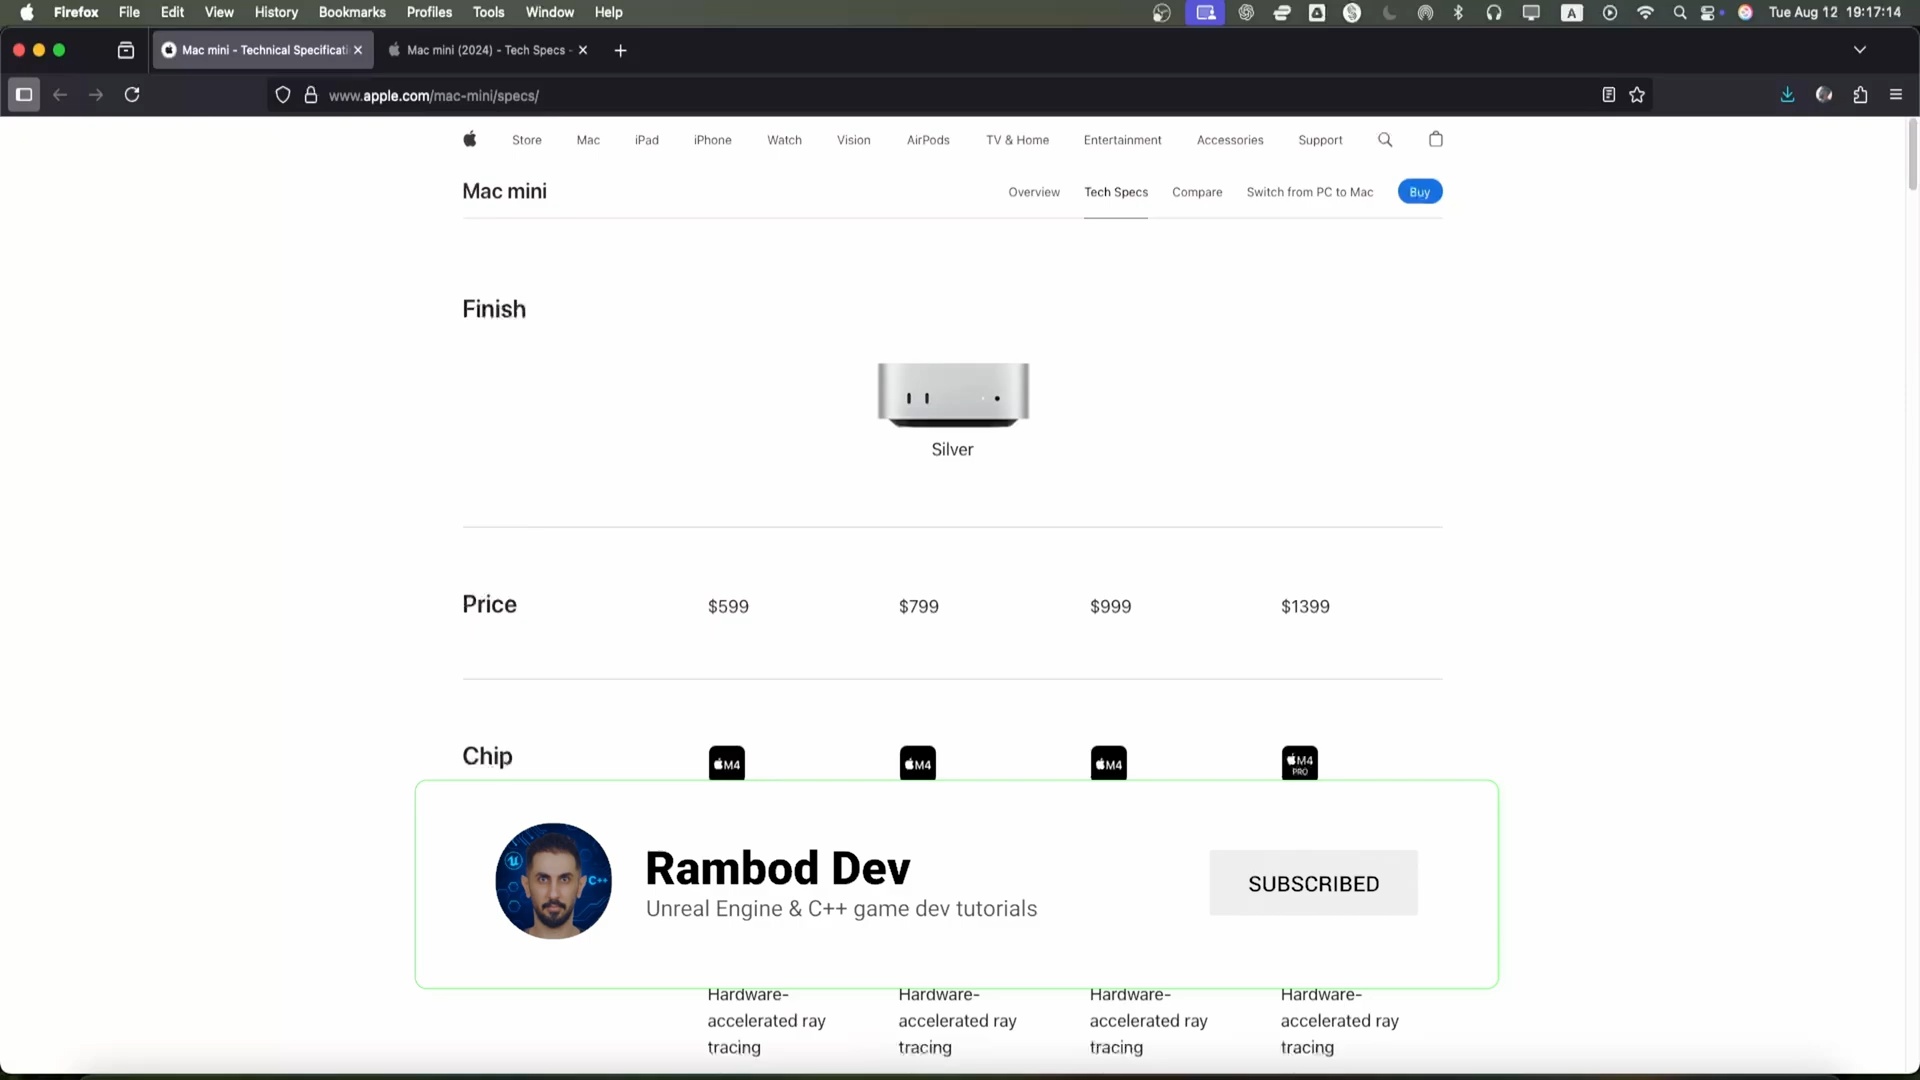 Firefox File Edit View History Bookmarks Profiles Tools Window Help A Tue Aug 12 19:17:14
Mac mini - Technical Specificati Mac mini (2024) - Tech Specs -
www.apple.com/mac-mini/specs/
Store Mac iPad iPhone Watch Vision AirPods TV & Home Entertainment Accessories Support
Mac mini Overview Tech Specs Compare Switch from PC to Mac Buy
Finish
Silver
Price $599 $799 $999 $1399
Chip M4 M4 M4 M4 PRO
Rambod Dev
Unreal Engine & C++ game dev tutorials
C++
SUBSCRIBED
Hardware- Hardware- Hardware- Hardware-
accelerated ray accelerated ray accelerated ray accelerated ray
tracing tracing tracing tracing